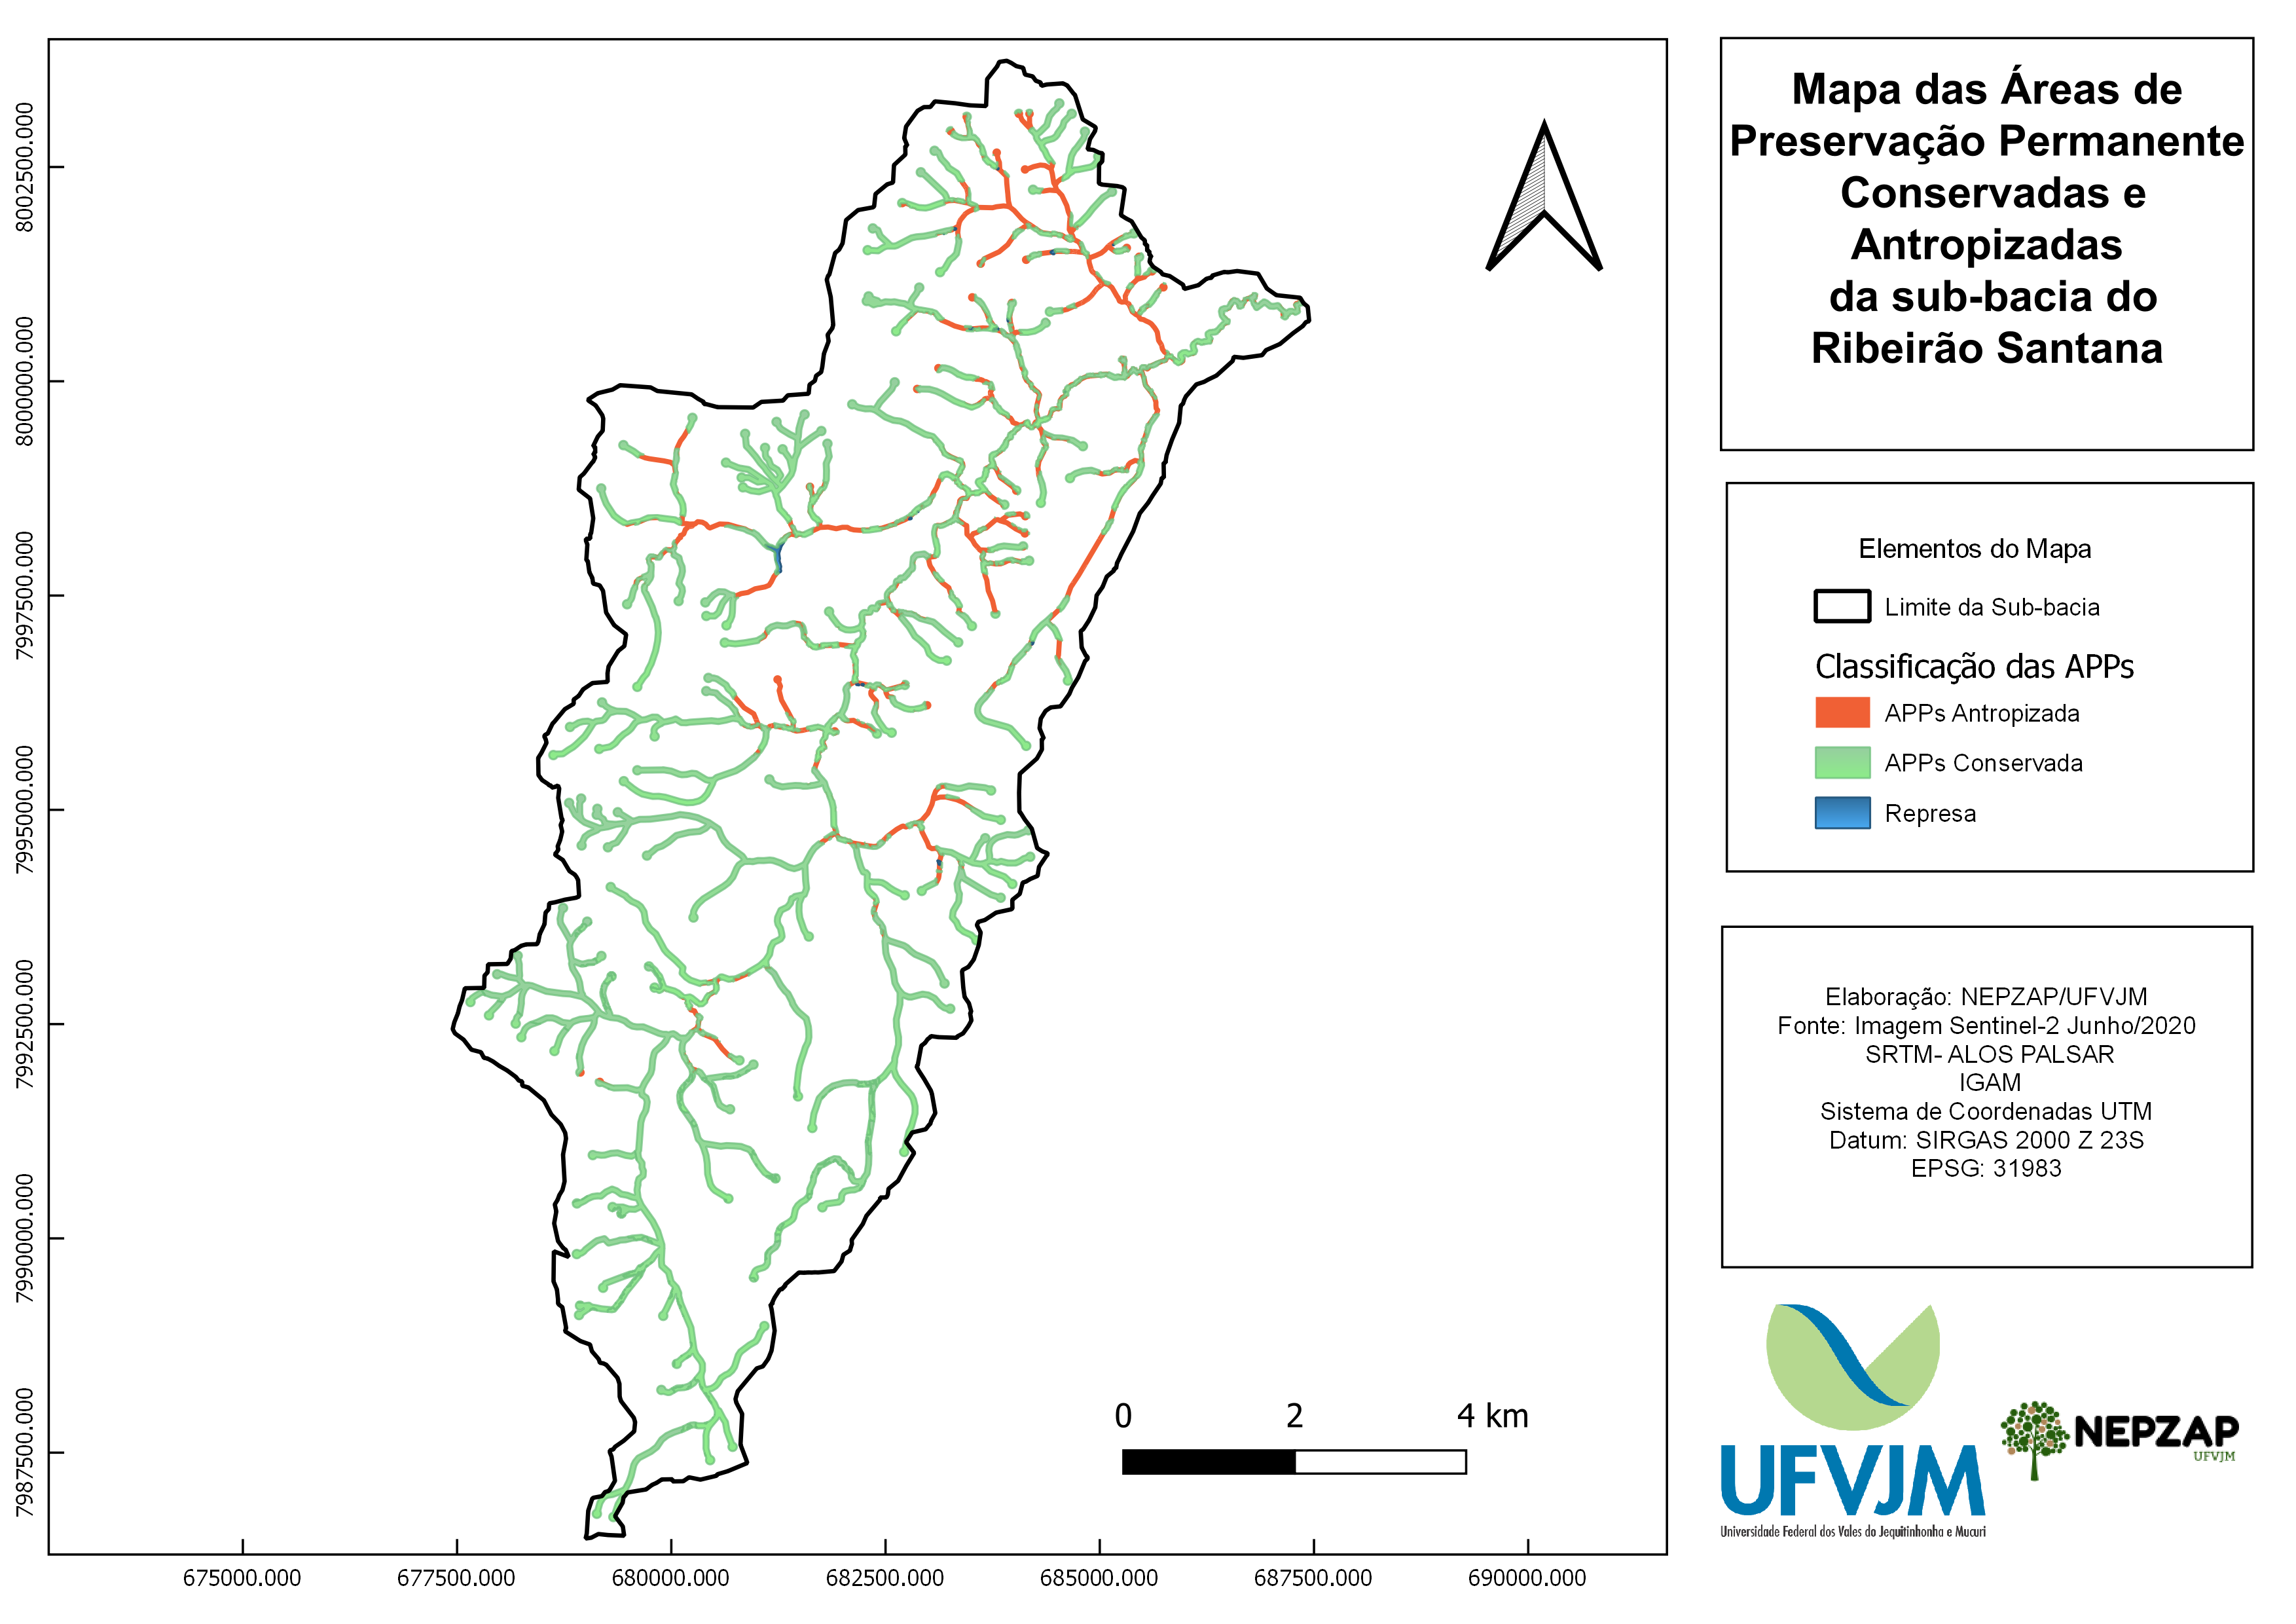 Mapa das Áreas de
Preservação Permanente
Conservadas e
Antropizadas
da sub-bacia do
Ribeirão Santana
Elementos do Mapa
Limite da Sub-bacia
Classificação das APPs
APPs Antropizada
APPs Conservada
Represa
Elaboração: NEPZAP/UFVJM
Fonte: Imagem Sentinel-2 Junho/2020
SRTM- ALOS PALSAR
IGAM
Sistema de Coordenadas UTM
Datum: SIRGAS 2000 Z 23S
EPSG: 31983
UFVJM
Universidade Federal dos Vales do Jequitinhonha e Mucuri
NEPZAP
UFVJM
0 2 4 km
8002500.000
8000000.000
7997500.000
7995000.000
7992500.000
7990000.000
7987500.000
675000.000 677500.000 680000.000 682500.000 685000.000 687500.000 690000.000